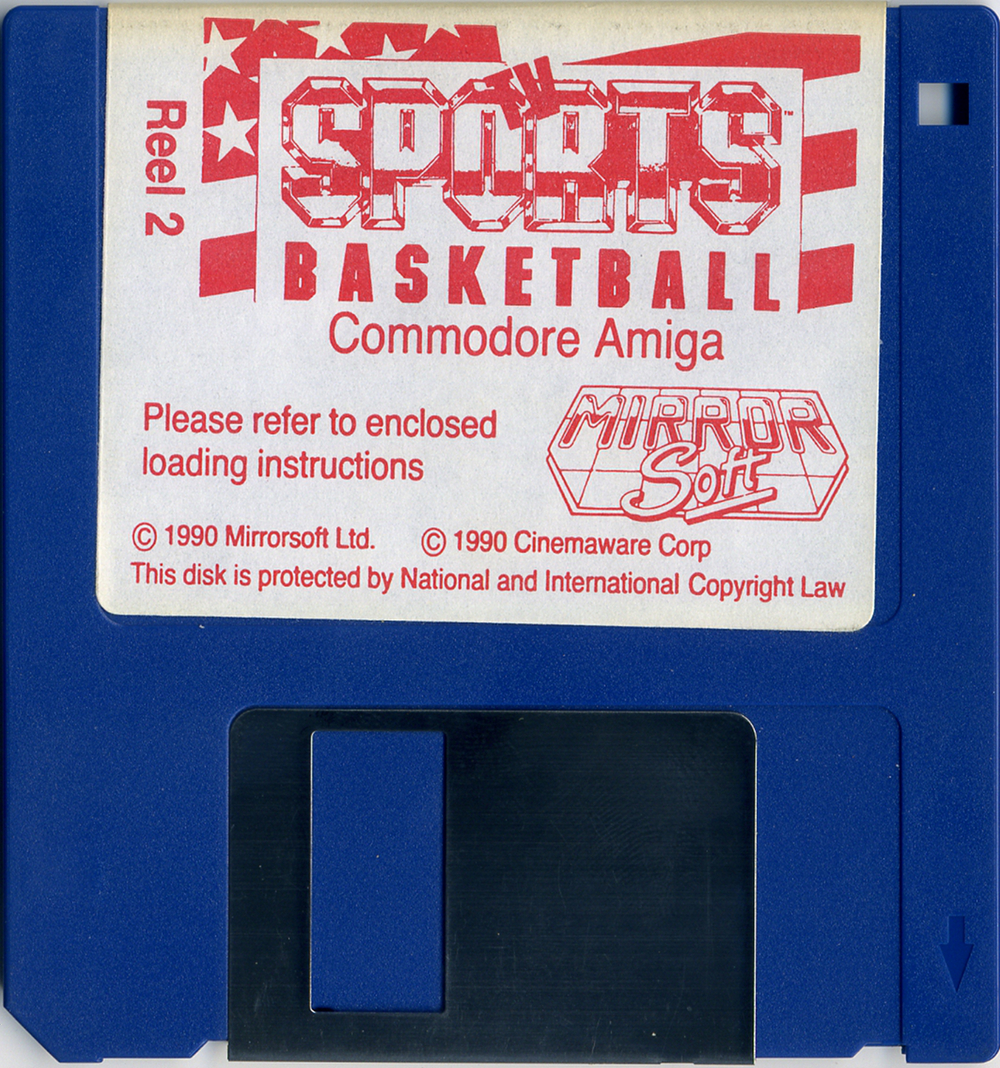 Reel 2
TV
SPORTS™
BASKETBALL
Commodore Amiga
Please refer to enclosed
loading instructions
MIRROR
Soft
© 1990 Mirrorsoft Ltd. © 1990 Cinemaware Corp
This disk is protected by National and International Copyright Law